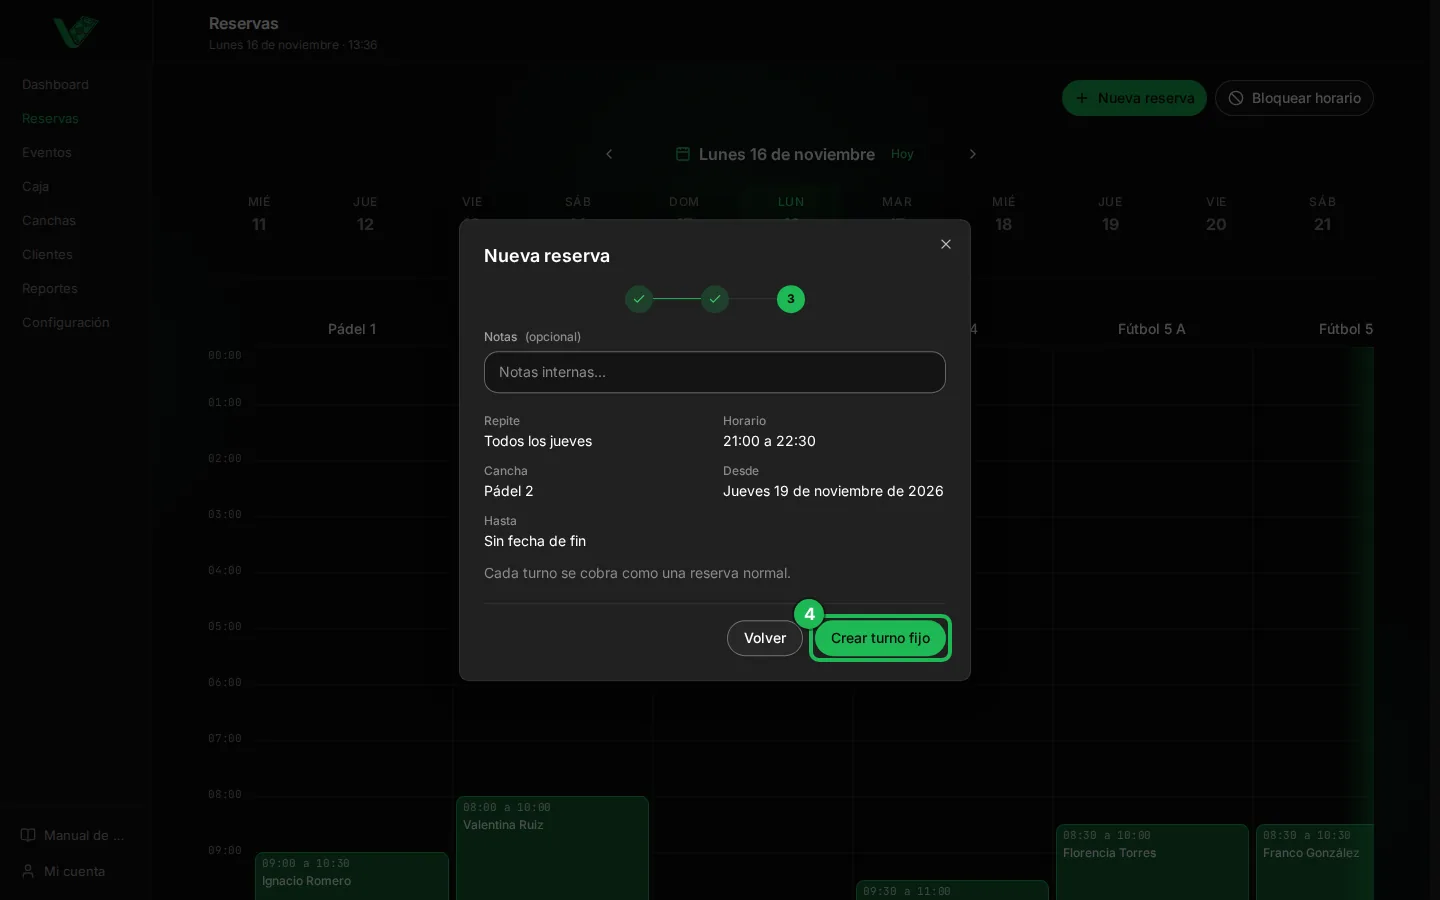 Reservas
Lunes 16 de noviembre · 13:36
Dashboard
Reservas
Eventos
Caja
Canchas
Clientes
Reportes
Configuración
Manual de ...
Mi cuenta
Nueva reserva
Bloquear horario
Lunes 16 de noviembre
Hoy
MIÉ JUE VIE SÁB DOM LUN MAR MIÉ JUE VIE SÁB
11 12 18 19 20 21
Nueva reserva
3
Notas (opcional)
Notas internas...
Repite
Todos los jueves
Horario
21:00 a 22:30
Cancha
Pádel 2
Desde
Jueves 19 de noviembre de 2026
Hasta
Sin fecha de fin
Cada turno se cobra como una reserva normal.
4
Volver
Crear turno fijo
Pádel 1
4
Fútbol 5 A
Fútbol 5
00:00
01:00
02:00
03:00
04:00
05:00
06:00
07:00
08:00
09:00
09:00 a 10:30
Ignacio Romero
08:00 a 10:00
Valentina Ruiz
09:30 a 11:00
08:30 a 10:00
Florencia Torres
08:30 a 10:30
Franco González